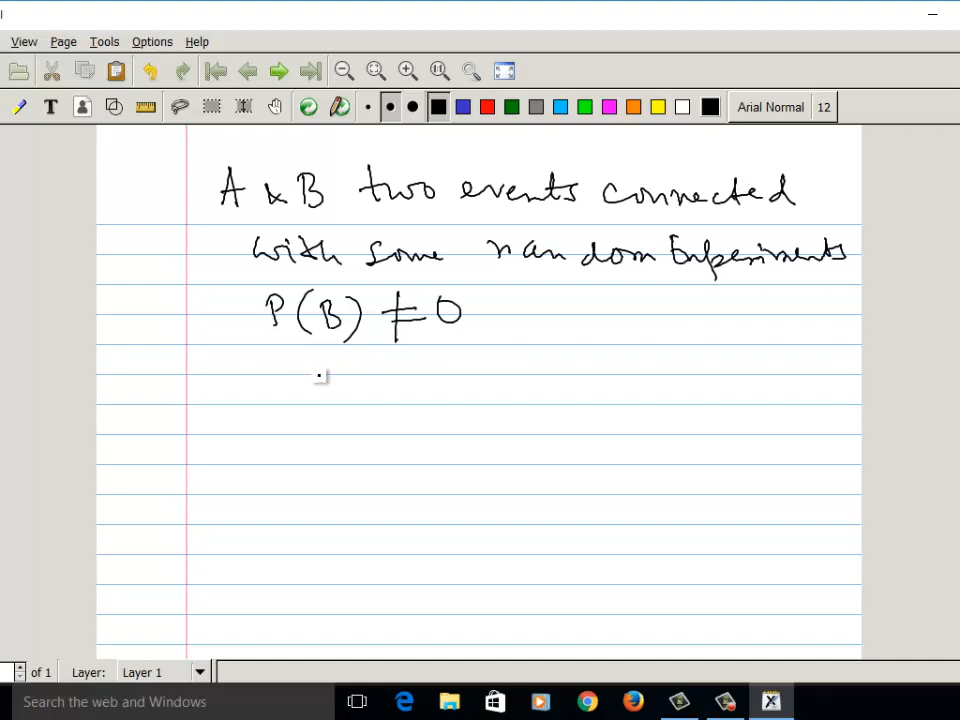 View Page Tools Options Help
T Arial Normal 12
A & B two events connected
with some random Experiments
P(B) ≠ 0
of 1 Layer: Layer 1
Search the web and Windows